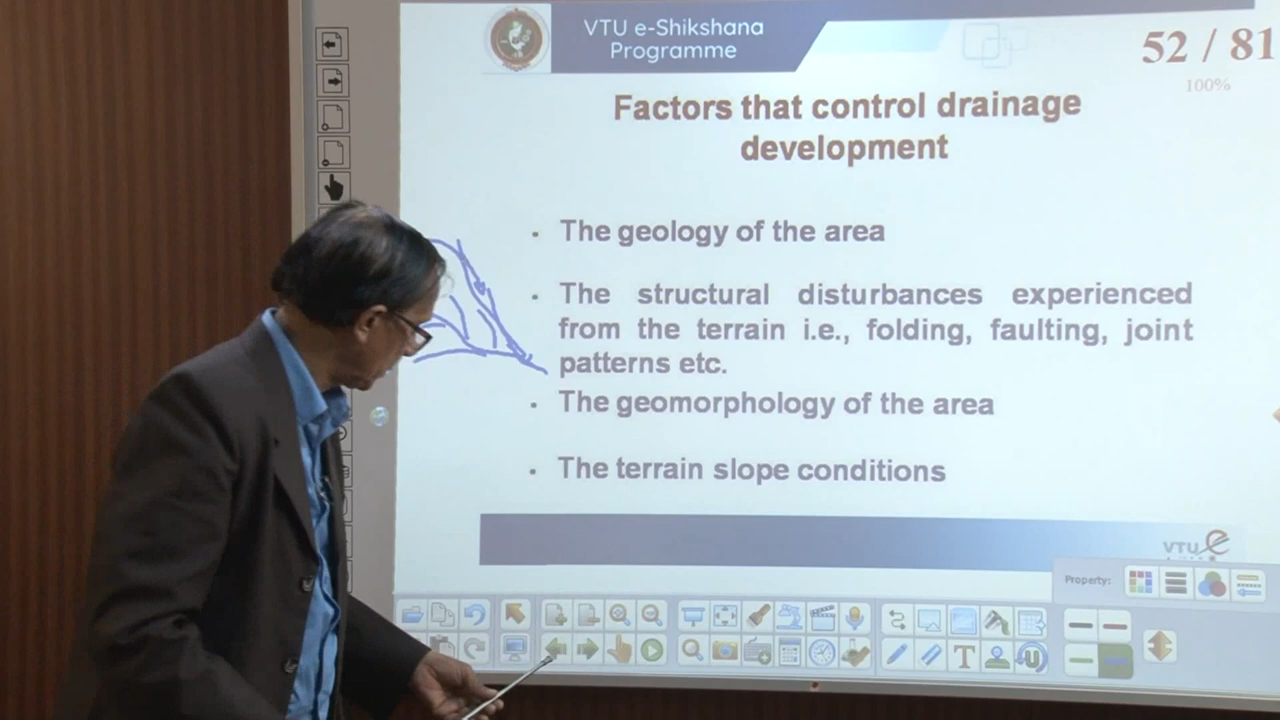 VTU e-Shikshana
Programme
52 / 81
100%
Factors that control drainage
development
• The geology of the area
• The structural disturbances experienced
from the terrain i.e., folding, faulting, joint
patterns etc.
• The geomorphology of the area
• The terrain slope conditions
VTU e
Property:
T